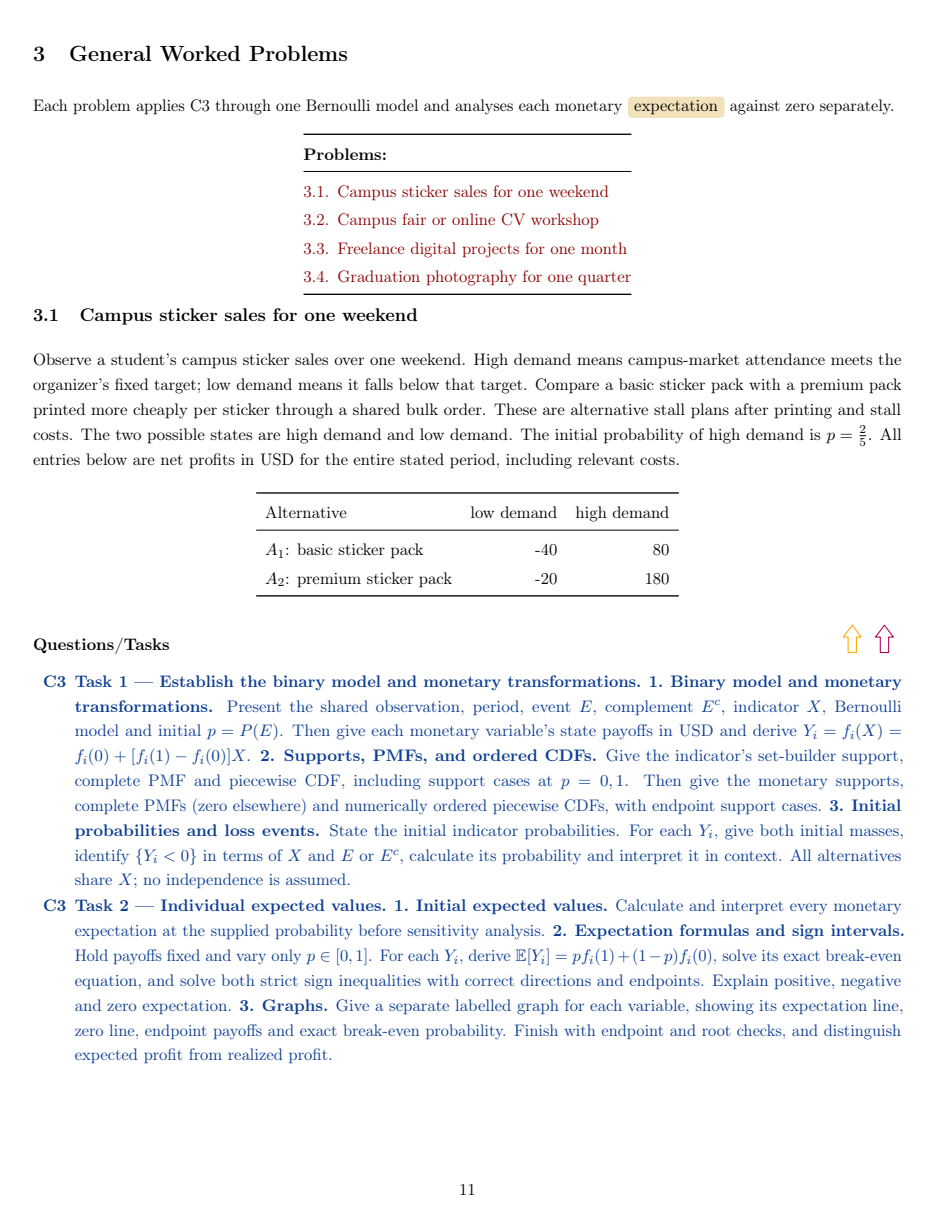 3 General Worked Problems
Each problem applies C3 through one Bernoulli model and analyses each monetary expectation against zero separately.
Problems:
3.1. Campus sticker sales for one weekend
3.2. Campus fair or online CV workshop
3.3. Freelance digital projects for one month
3.4. Graduation photography for one quarter
3.1 Campus sticker sales for one weekend
Observe a student's campus sticker sales over one weekend. High demand means campus-market attendance meets the
organizer's fixed target; low demand means it falls below that target. Compare a basic sticker pack with a premium pack
printed more cheaply per sticker through a shared bulk order. These are alternative stall plans after printing and stall
costs. The two possible states are high demand and low demand. The initial probability of high demand is p = 2/5. All
entries below are net profits in USD for the entire stated period, including relevant costs.
Alternative low demand high demand
A₁: basic sticker pack -40 80
A₂: premium sticker pack -20 180
Questions/Tasks
C3 Task 1 — Establish the binary model and monetary transformations. 1. Binary model and monetary
transformations. Present the shared observation, period, event E, complement Eᶜ, indicator X, Bernoulli
model and initial p = P(E). Then give each monetary variable's state payoffs in USD and derive Yᵢ = fᵢ(X) =
fᵢ(0) + [fᵢ(1) − fᵢ(0)]X. 2. Supports, PMFs, and ordered CDFs. Give the indicator's set-builder support,
complete PMF and piecewise CDF, including support cases at p = 0, 1. Then give the monetary supports,
complete PMFs (zero elsewhere) and numerically ordered piecewise CDFs, with endpoint support cases. 3. Initial
probabilities and loss events. State the initial indicator probabilities. For each Yᵢ, give both initial masses,
identify {Yᵢ < 0} in terms of X and E or Eᶜ, calculate its probability and interpret it in context. All alternatives
share X; no independence is assumed.
C3 Task 2 — Individual expected values. 1. Initial expected values. Calculate and interpret every monetary
expectation at the supplied probability before sensitivity analysis. 2. Expectation formulas and sign intervals.
Hold payoffs fixed and vary only p ∈ [0, 1]. For each Yᵢ, derive 𝔼[Yᵢ] = pfᵢ(1)+(1−p)fᵢ(0), solve its exact break-even
equation, and solve both strict sign inequalities with correct directions and endpoints. Explain positive, negative
and zero expectation. 3. Graphs. Give a separate labelled graph for each variable, showing its expectation line,
zero line, endpoint payoffs and exact break-even probability. Finish with endpoint and root checks, and distinguish
expected profit from realized profit.
11